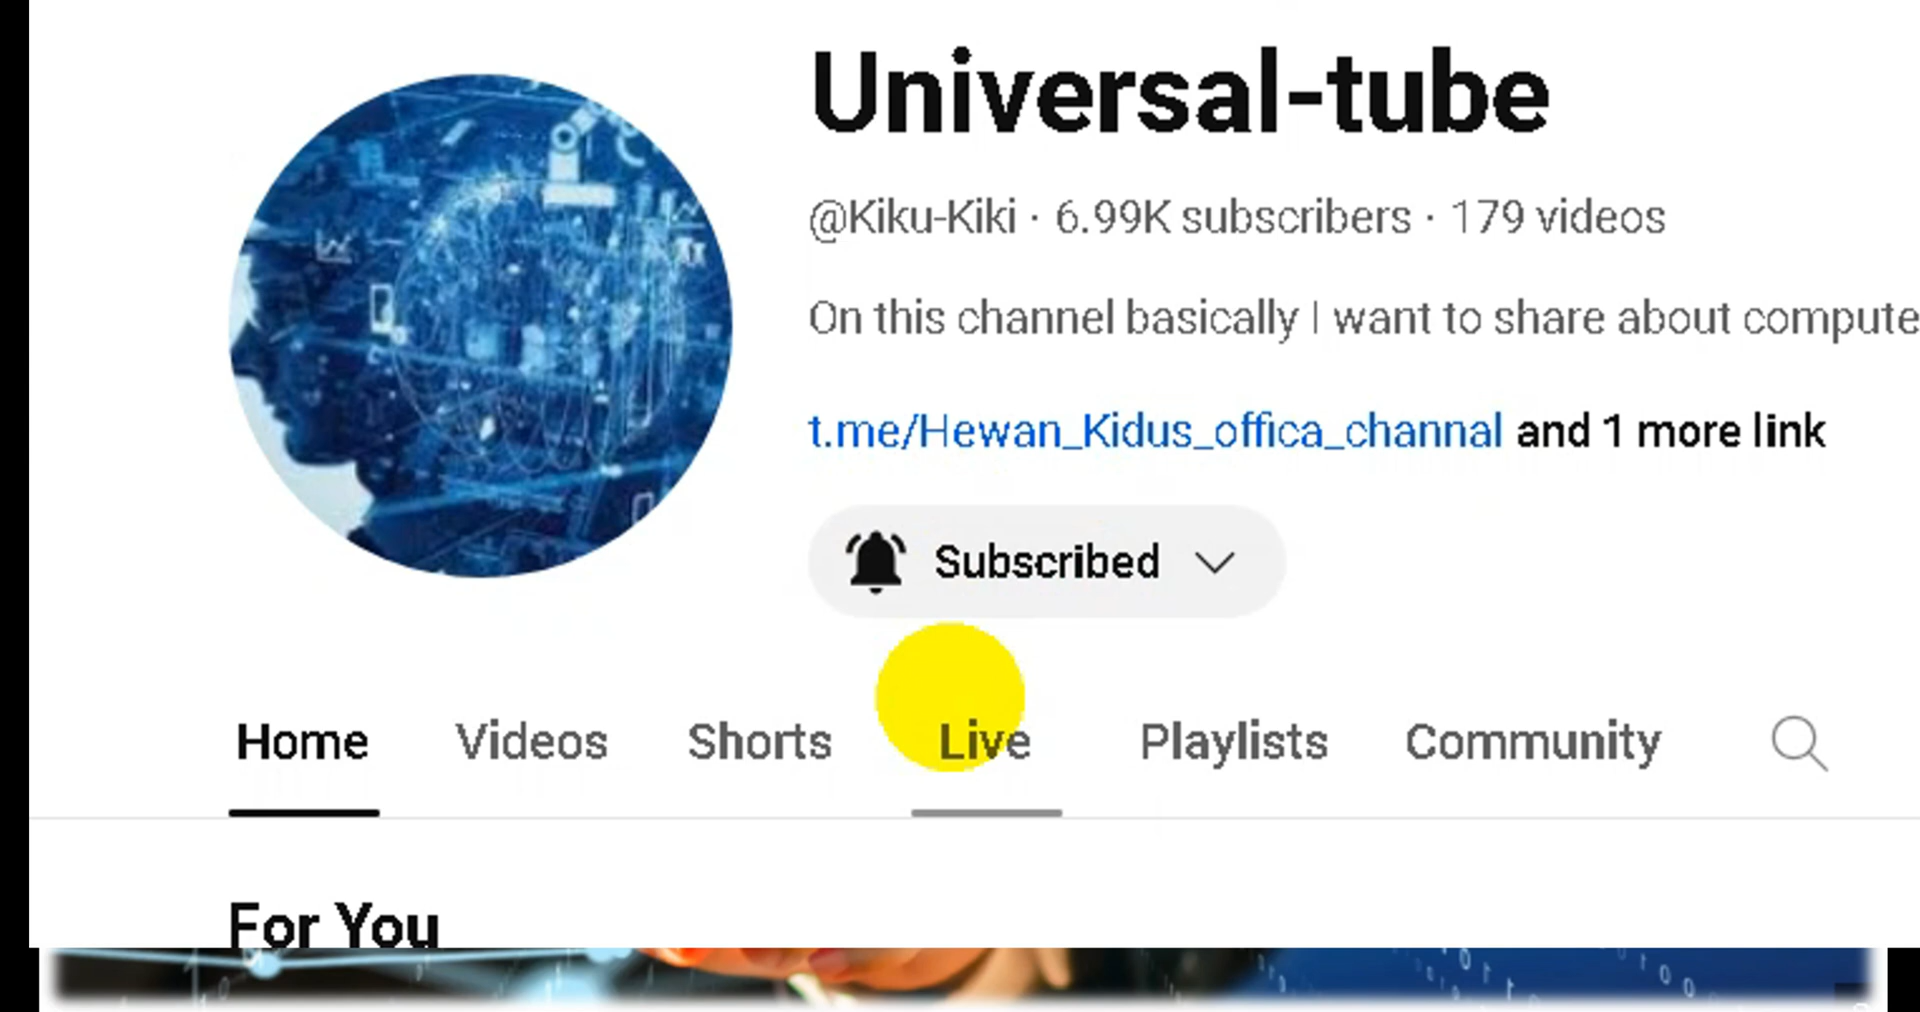 Universal-tube
@Kiku-Kiki · 6.99K subscribers · 179 videos
On this channel basically I want to share about compute
t.me/Hewan_Kidus_offica_channal and 1 more link
Subscribed
Home Videos Shorts Live Playlists Community
For You